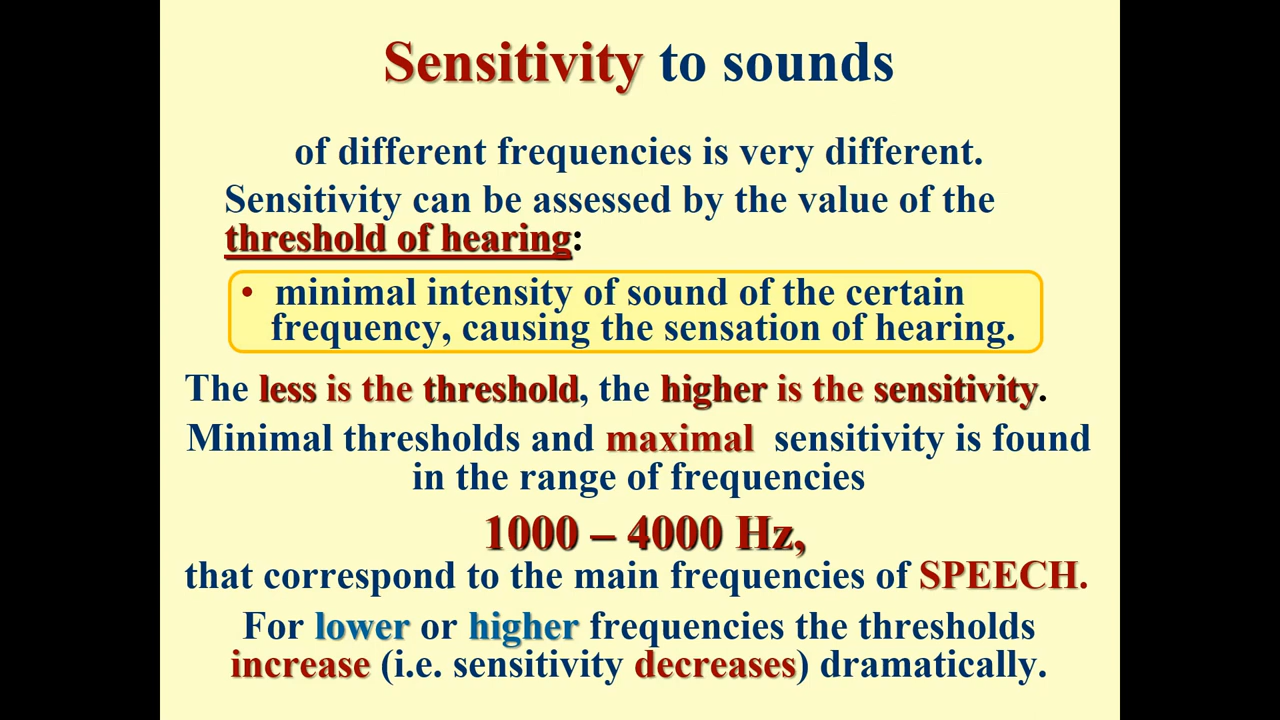 Sensitivity to sounds
of different frequencies is very different.
Sensitivity can be assessed by the value of the
threshold of hearing:
• minimal intensity of sound of the certain
frequency, causing the sensation of hearing.
The less is the threshold, the higher is the sensitivity.
Minimal thresholds and maximal sensitivity is found
in the range of frequencies
1000 – 4000 Hz,
that correspond to the main frequencies of SPEECH.
For lower or higher frequencies the thresholds
increase (i.e. sensitivity decreases) dramatically.